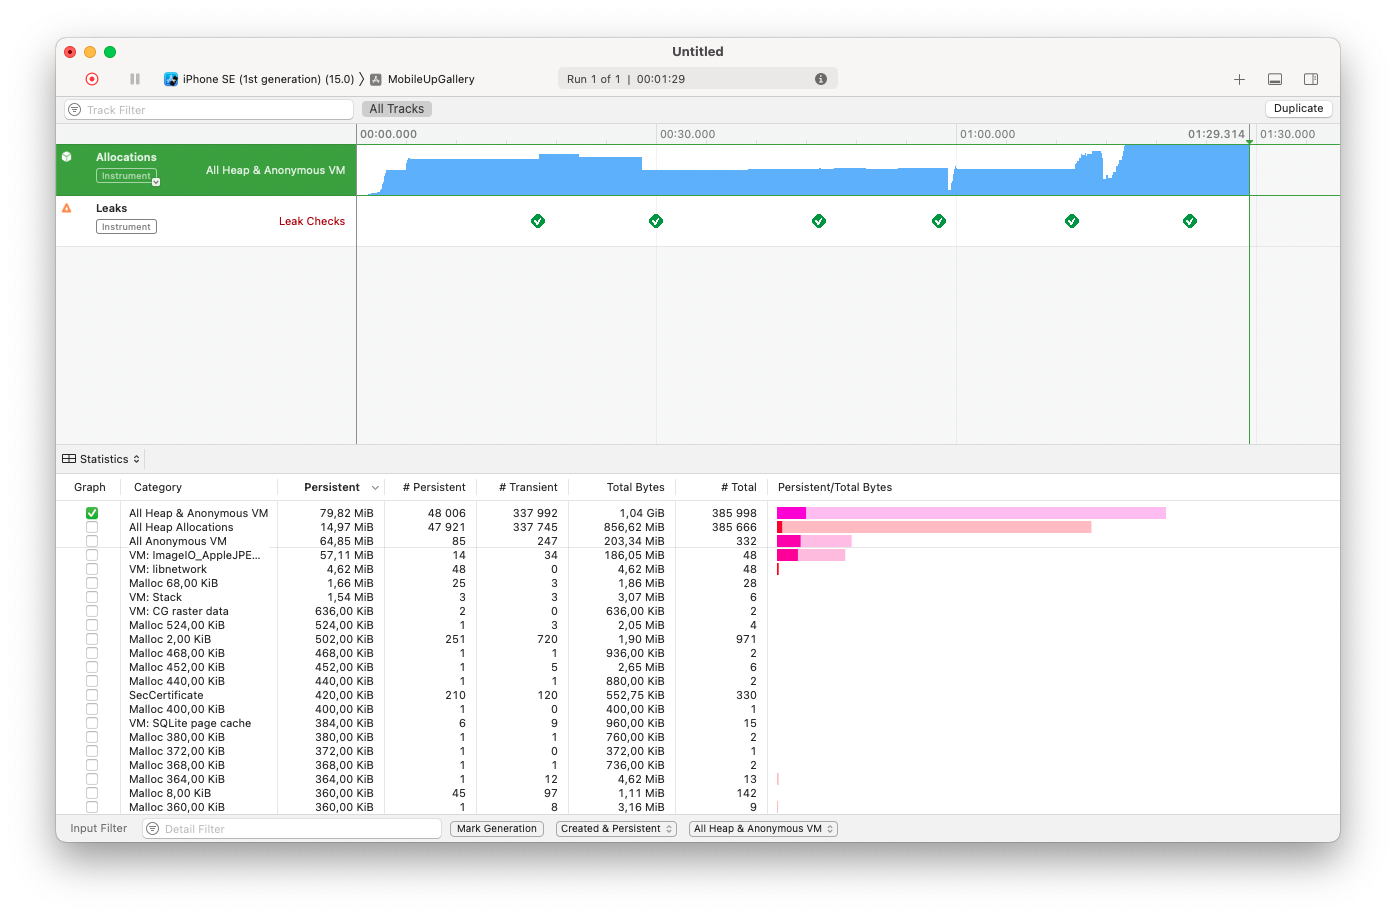 Untitled
iPhone SE (1st generation) (15.0) 〉 MobileUpGallery
Run 1 of 1 | 00:01:29
Track Filter
All Tracks
Duplicate
00:00.000 00:30.000 01:00.000 01:29.314 01:30.000
Allocations
Instrument
All Heap & Anonymous VM
Leaks
Instrument
Leak Checks
Statistics
Graph Category Persistent # Persistent # Transient Total Bytes # Total Persistent/Total Bytes
All Heap & Anonymous VM 79,82 MiB 48 006 337 992 1,04 GiB 385 998
All Heap Allocations 14,97 MiB 47 921 337 745 856,62 MiB 385 666
All Anonymous VM 64,85 MiB 85 247 203,34 MiB 332
VM: ImageIO_AppleJPE... 57,11 MiB 14 34 186,05 MiB 48
VM: libnetwork 4,62 MiB 48 0 4,62 MiB 48
Malloc 68,00 KiB 1,66 MiB 25 3 1,86 MiB 28
VM: Stack 1,54 MiB 3 3 3,07 MiB 6
VM: CG raster data 636,00 KiB 2 0 636,00 KiB 2
Malloc 524,00 KiB 524,00 KiB 1 3 2,05 MiB 4
Malloc 2,00 KiB 502,00 KiB 251 720 1,90 MiB 971
Malloc 468,00 KiB 468,00 KiB 1 1 936,00 KiB 2
Malloc 452,00 KiB 452,00 KiB 1 5 2,65 MiB 6
Malloc 440,00 KiB 440,00 KiB 1 1 880,00 KiB 2
SecCertificate 420,00 KiB 210 120 552,75 KiB 330
Malloc 400,00 KiB 400,00 KiB 1 0 400,00 KiB 1
VM: SQLite page cache 384,00 KiB 6 9 960,00 KiB 15
Malloc 380,00 KiB 380,00 KiB 1 1 760,00 KiB 2
Malloc 372,00 KiB 372,00 KiB 1 0 372,00 KiB 1
Malloc 368,00 KiB 368,00 KiB 1 1 736,00 KiB 2
Malloc 364,00 KiB 364,00 KiB 1 12 4,62 MiB 13
Malloc 8,00 KiB 360,00 KiB 45 97 1,11 MiB 142
Malloc 360,00 KiB 360,00 KiB 1 8 3,16 MiB 9
Input Filter Detail Filter Mark Generation Created & Persistent All Heap & Anonymous VM